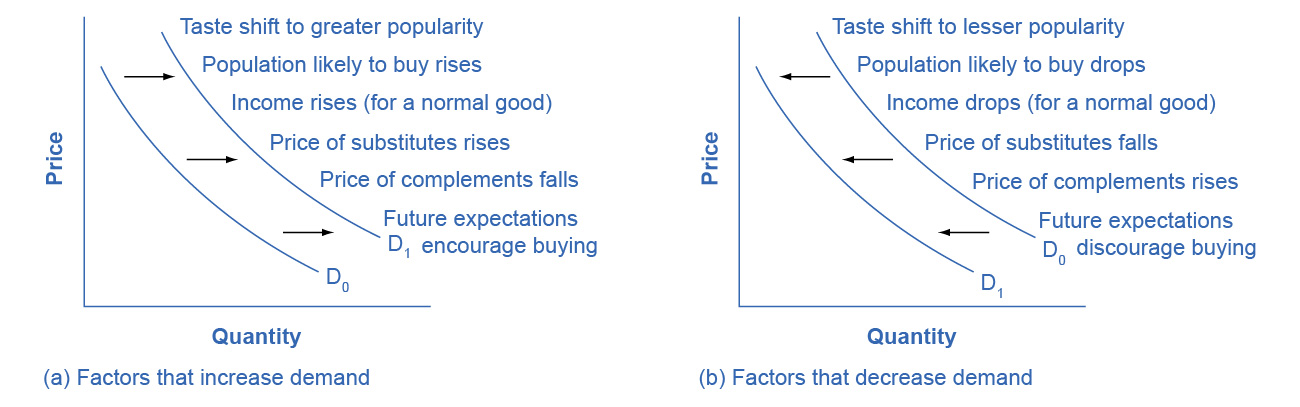 Taste shift to greater popularity
Population likely to buy rises
Income rises (for a normal good)
Price of substitutes rises
Price of complements falls
Future expectations
D1 encourage buying
D0
Price
Quantity
(a) Factors that increase demand
Taste shift to lesser popularity
Population likely to buy drops
Income drops (for a normal good)
Price of substitutes falls
Price of complements rises
Future expectations
D0 discourage buying
D1
Price
Quantity
(b) Factors that decrease demand